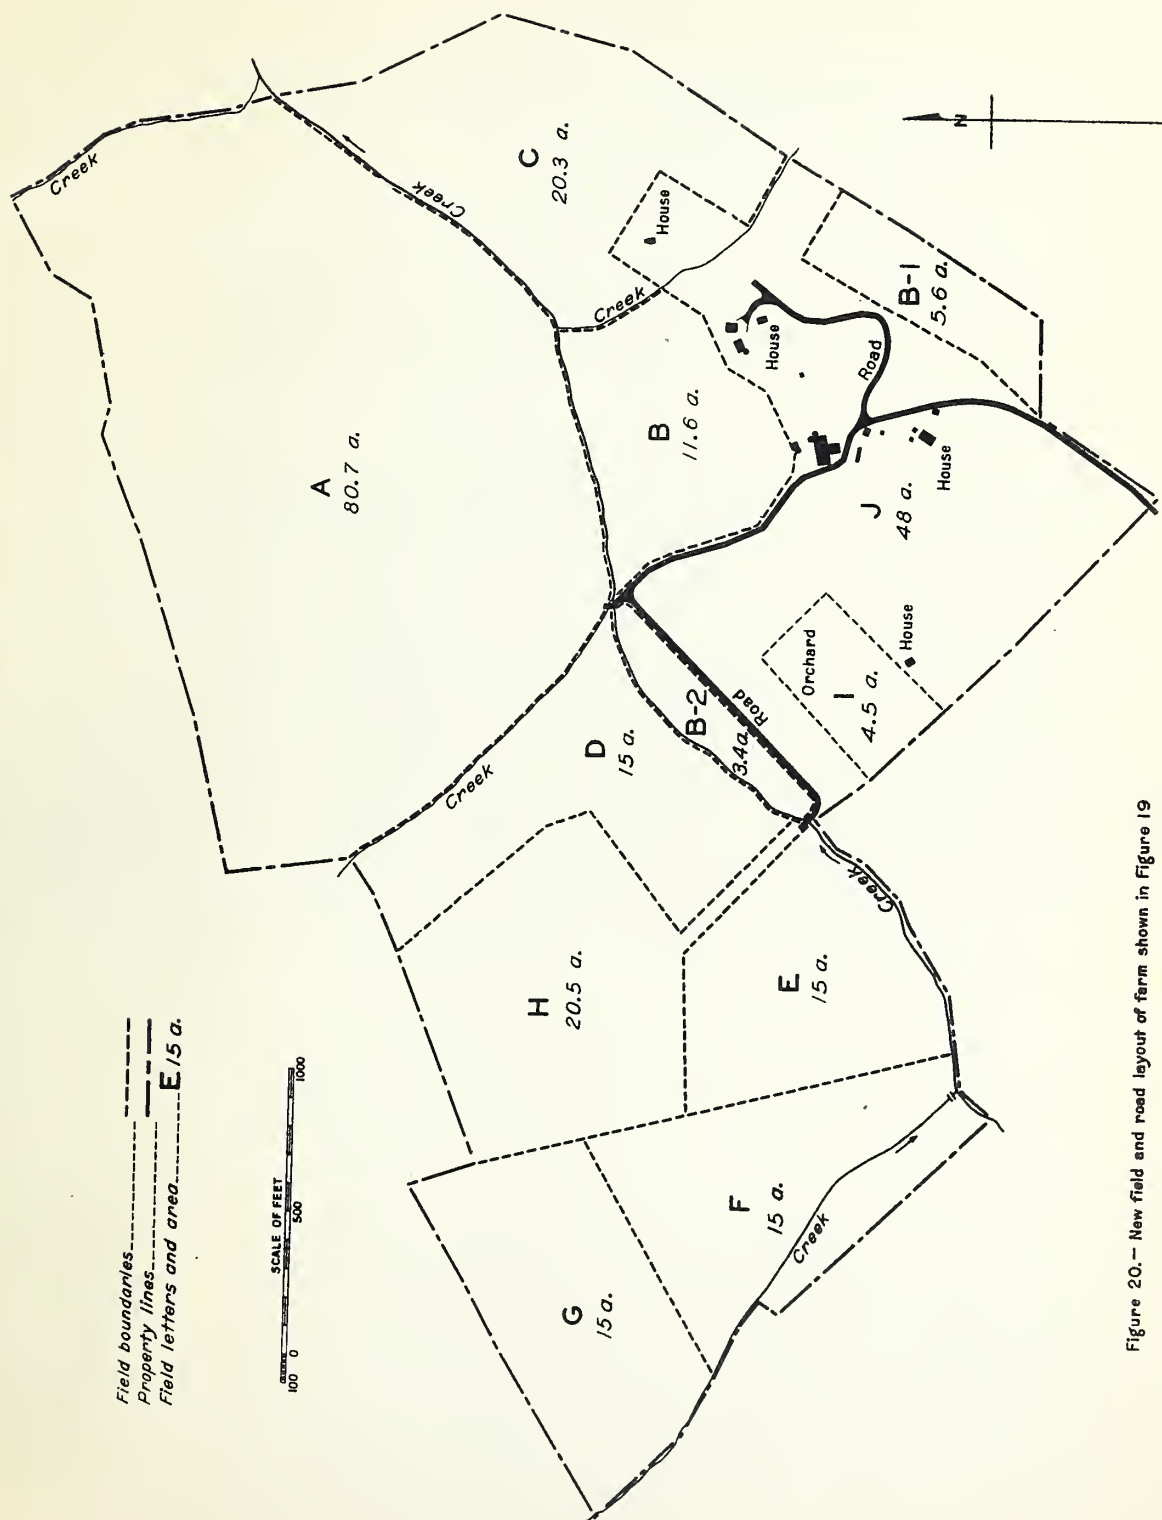 Field boundaries
Property lines
Field letters and area E 15 a.
SCALE OF FEET
100 0 500 1000
Creek
A
80.7 a.
Creek
C
20.3 a.
House
Creek
B
11.6 a.
House
Road
B-1
5.6 a.
N
J
48 a.
House
House
Orchard
I
4.5 a.
Road
B-2
3.4 a.
D
15 a.
Creek
H
20.5 a.
E
15 a.
Creek
F
15 a.
Creek
G
15 a.
Figure 20.— New field and road layout of farm shown in Figure 19